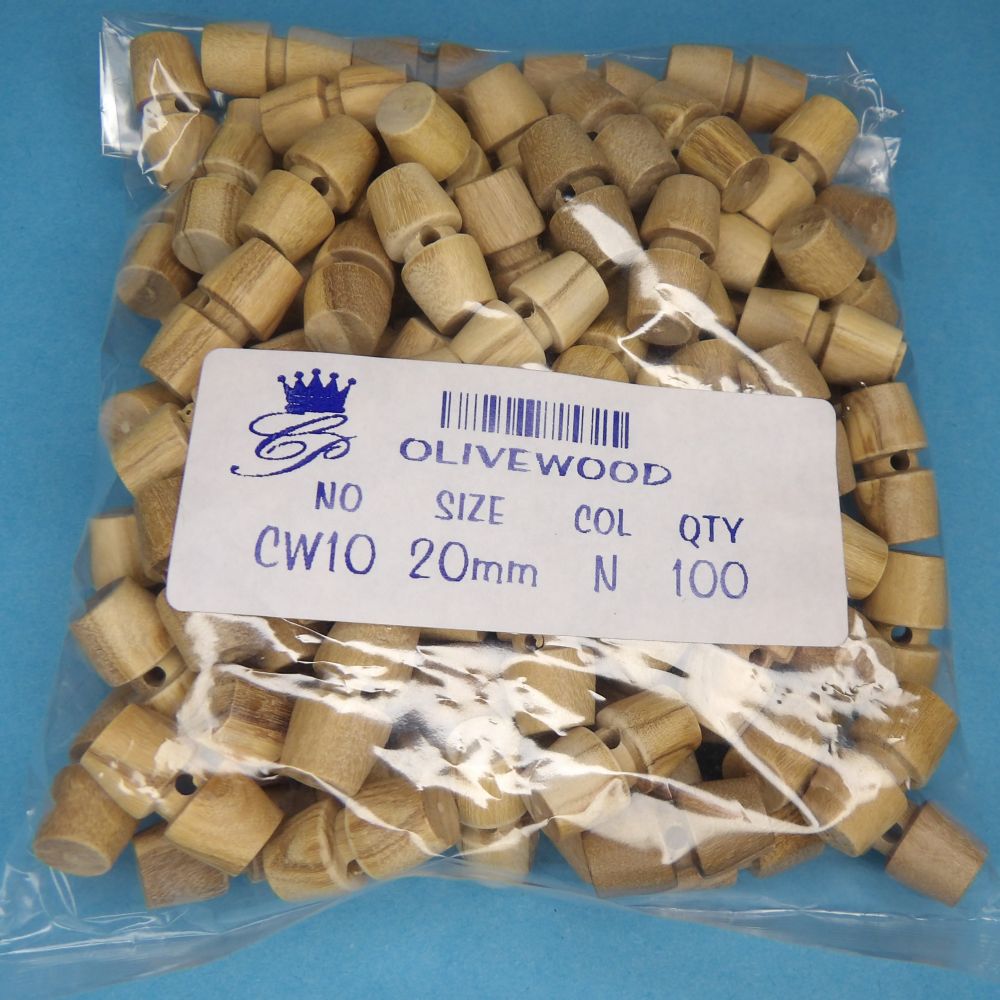 CP
OLIVEWOOD
NO SIZE COL QTY
CW10 20mm N 100